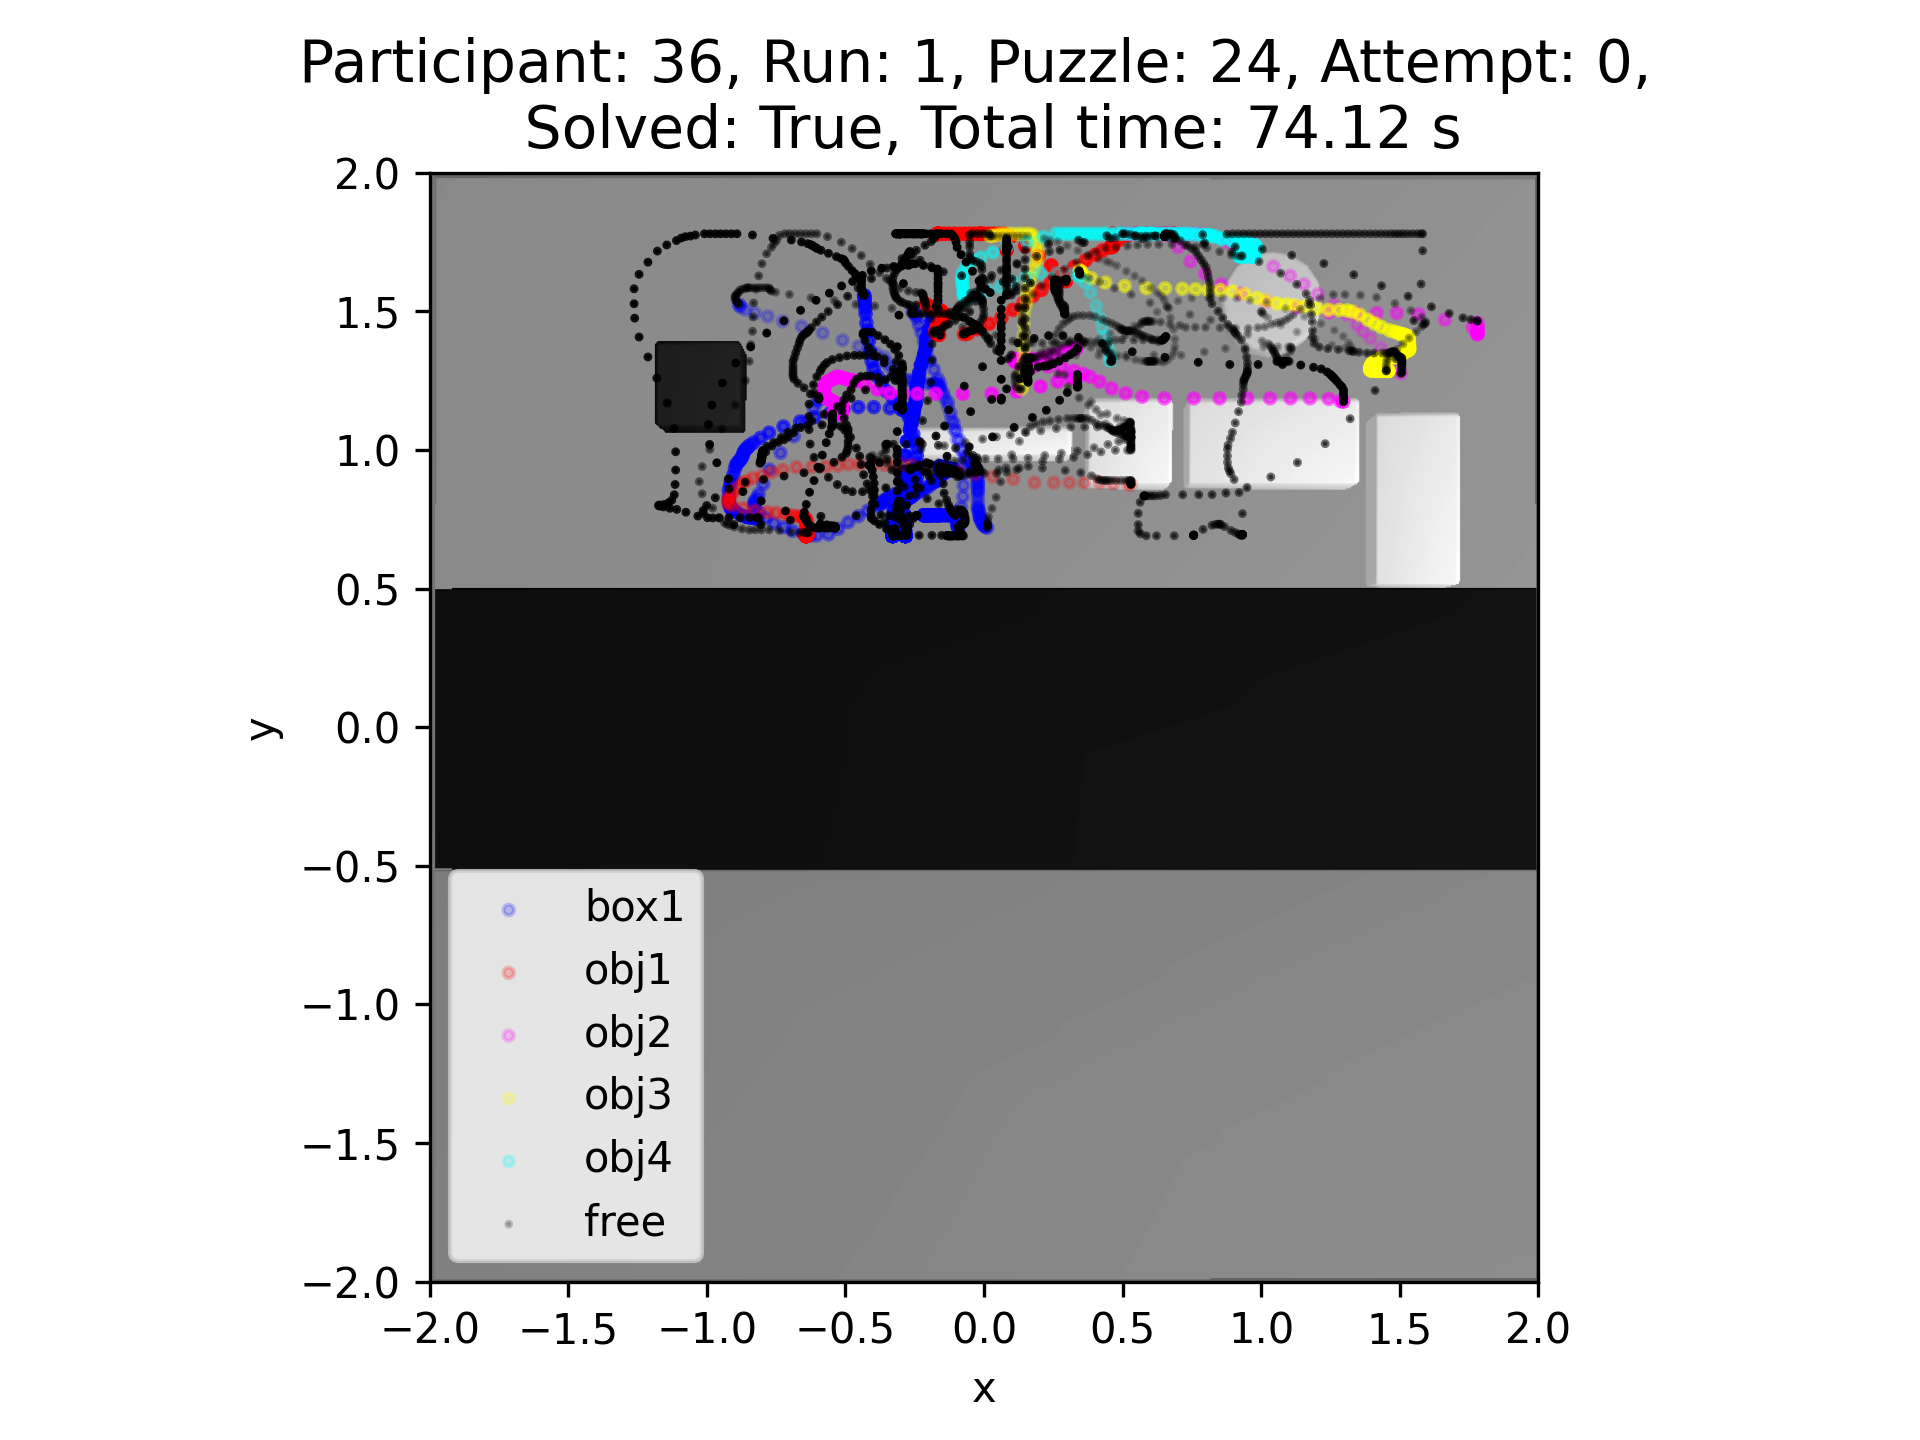 Participant: 36, Run: 1, Puzzle: 24, Attempt: 0,
Solved: True, Total time: 74.12 s
2.0
1.5
1.0
0.5
0.0
−0.5
−1.0
−1.5
−2.0
y
box1
obj1
obj2
obj3
obj4
free
−2.0 −1.5 −1.0 −0.5 0.0 0.5 1.0 1.5 2.0
x